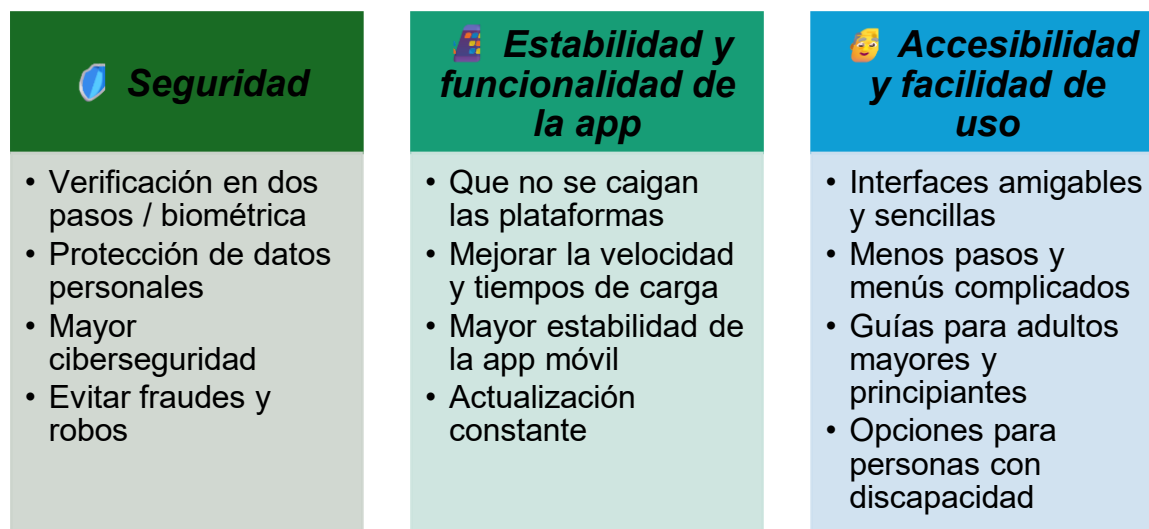 Seguridad
• Verificación en dos
pasos / biométrica
• Protección de datos
personales
• Mayor
ciberseguridad
• Evitar fraudes y
robos
Estabilidad y
funcionalidad de
la app
• Que no se caigan
las plataformas
• Mejorar la velocidad
y tiempos de carga
• Mayor estabilidad de
la app móvil
• Actualización
constante
Accesibilidad
y facilidad de
uso
• Interfaces amigables
y sencillas
• Menos pasos y
menús complicados
• Guías para adultos
mayores y
principiantes
• Opciones para
personas con
discapacidad